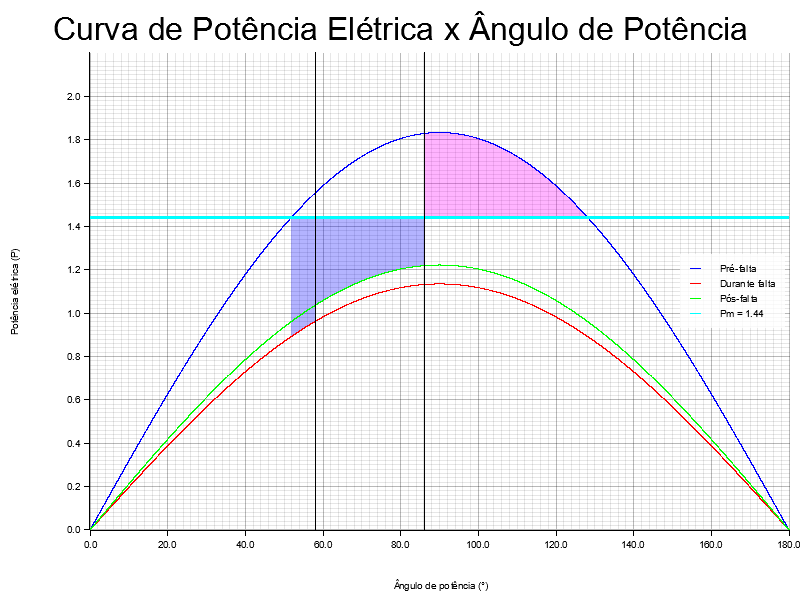 Curva de Potência Elétrica x Ângulo de Potência
2.0
1.8
1.6
1.4
1.2
1.0
0.8
0.6
0.4
0.2
0.0
Potência elétrica (P)
Pré-falta
Durante falta
Pós-falta
Pm = 1.44
0.0 20.0 40.0 60.0 80.0 100.0 120.0 140.0 160.0 180.0
Ângulo de potência (°)